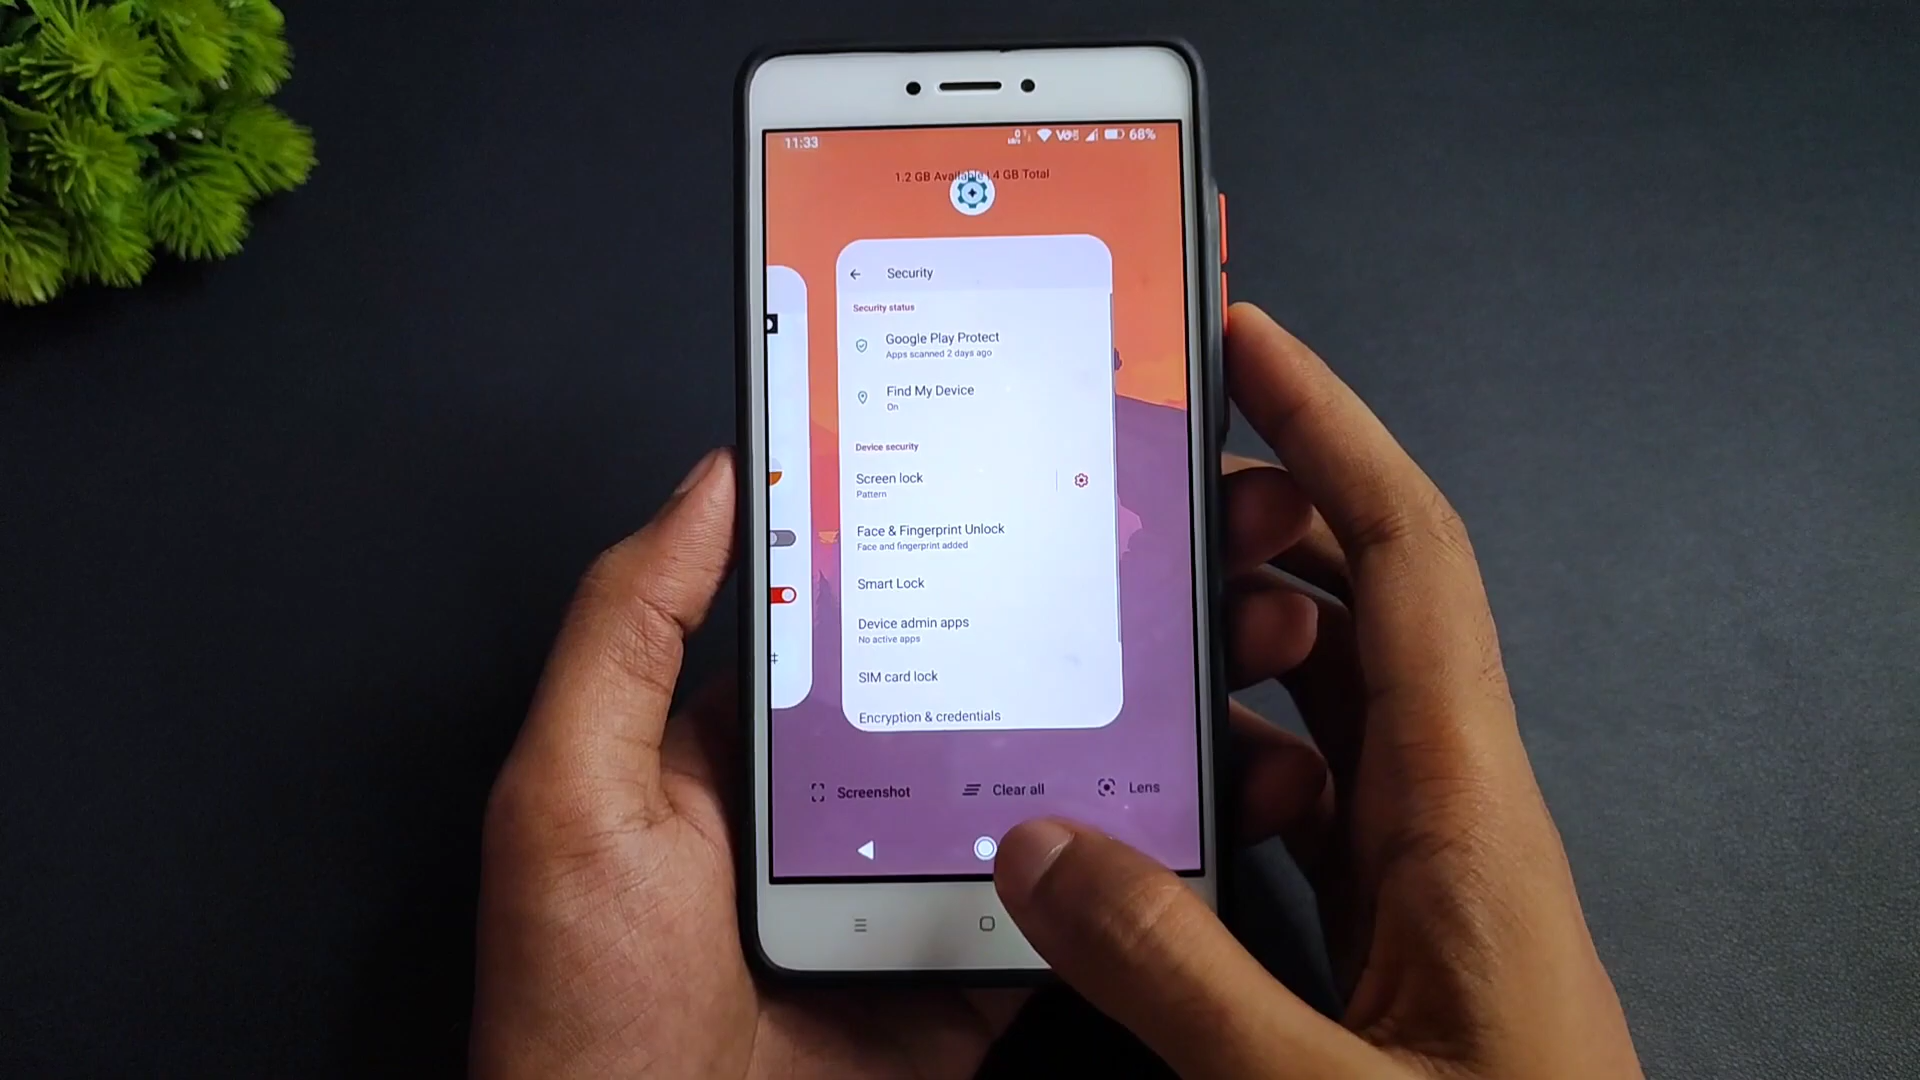 11:33
68%
1.2 GB Available | 4 GB Total
Security
Security status
Google Play Protect
Apps scanned 2 days ago
Find My Device
On
Device security
Screen lock
Pattern
Face & Fingerprint Unlock
Face and fingerprint added
Smart Lock
Device admin apps
No active apps
SIM card lock
Encryption & credentials
Screenshot
Clear all
Lens